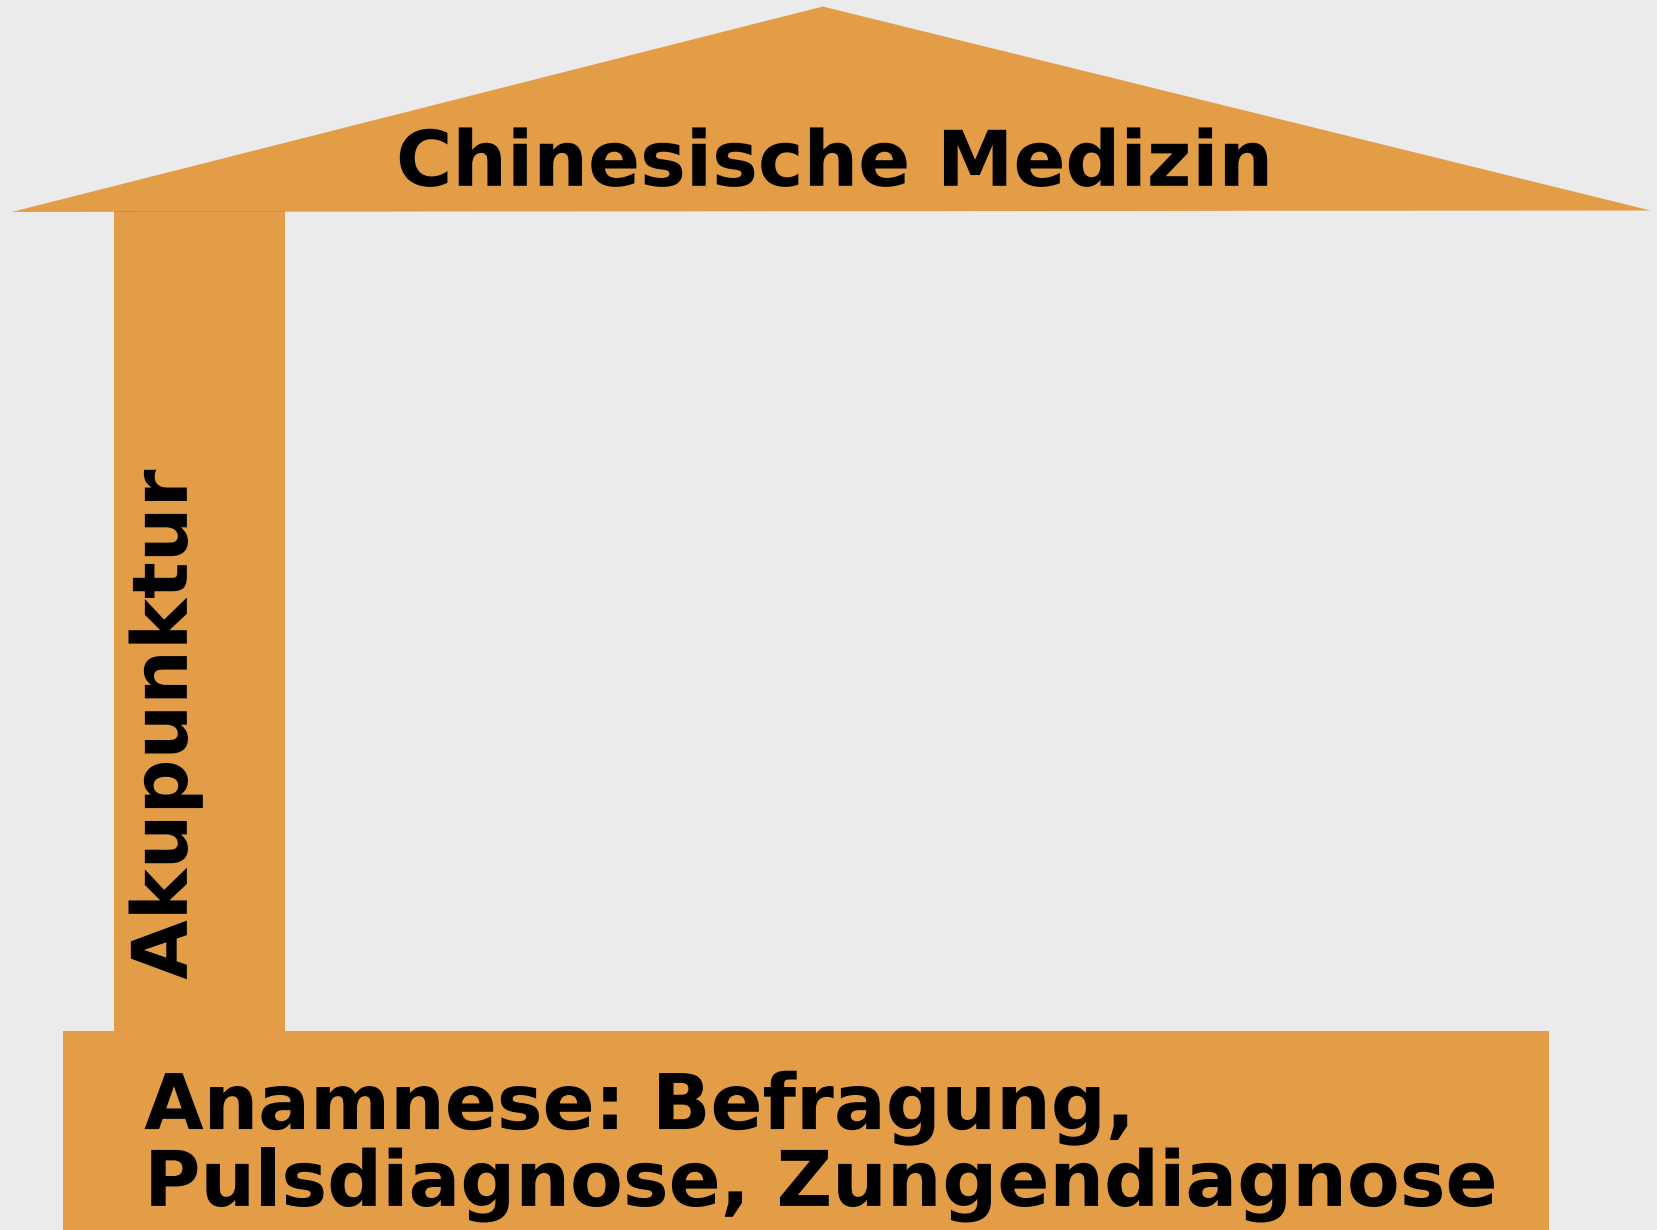 Chinesische Medizin
Akupunktur
Anamnese: Befragung,
Pulsdiagnose, Zungendiagnose